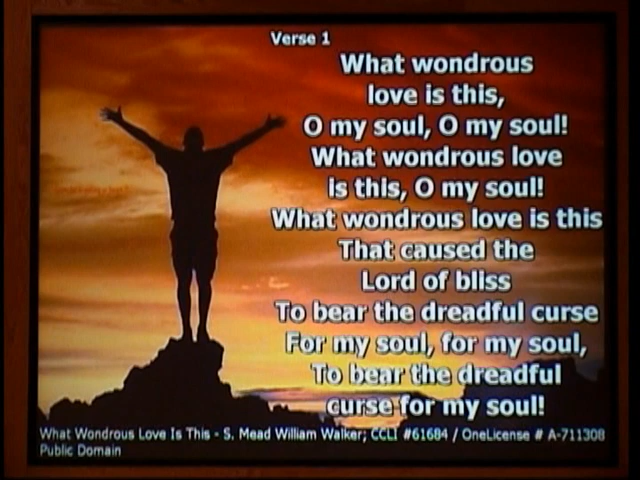 Verse 1
What wondrous
love is this,
O my soul, O my soul!
What wondrous love
is this, O my soul!
What wondrous love is this
That caused the
Lord of bliss
To bear the dreadful curse
For my soul, for my soul,
To bear the dreadful
curse for my soul!
What Wondrous Love Is This - S. Mead William Walker; CCLI #61684 / OneLicense # A-711308
Public Domain